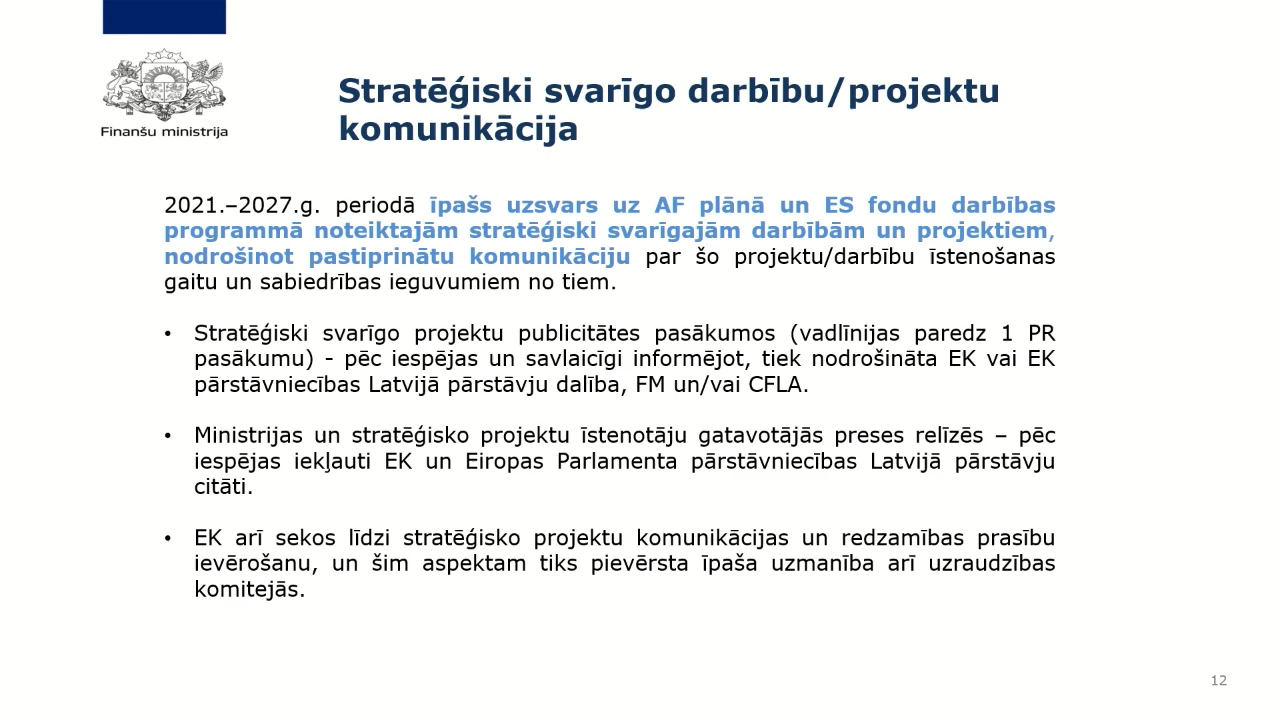 Finanšu ministrija
Stratēģiski svarīgo darbību/projektu
komunikācija
2021.–2027.g. periodā īpašs uzsvars uz AF plānā un ES fondu darbības
programmā noteiktajām stratēģiski svarīgajām darbībām un projektiem,
nodrošinot pastiprinātu komunikāciju par šo projektu/darbību īstenošanas
gaitu un sabiedrības ieguvumiem no tiem.
• Stratēģiski svarīgo projektu publicitātes pasākumos (vadlīnijas paredz 1 PR
pasākumu) - pēc iespējas un savlaicīgi informējot, tiek nodrošināta EK vai EK
pārstāvniecības Latvijā pārstāvju dalība, FM un/vai CFLA.
• Ministrijas un stratēģisko projektu īstenotāju gatavotājās preses relīzēs – pēc
iespējas iekļauti EK un Eiropas Parlamenta pārstāvniecības Latvijā pārstāvju
citāti.
• EK arī sekos līdzi stratēģisko projektu komunikācijas un redzamības prasību
ievērošanu, un šim aspektam tiks pievērsta īpaša uzmanība arī uzraudzības
komitejās.
12